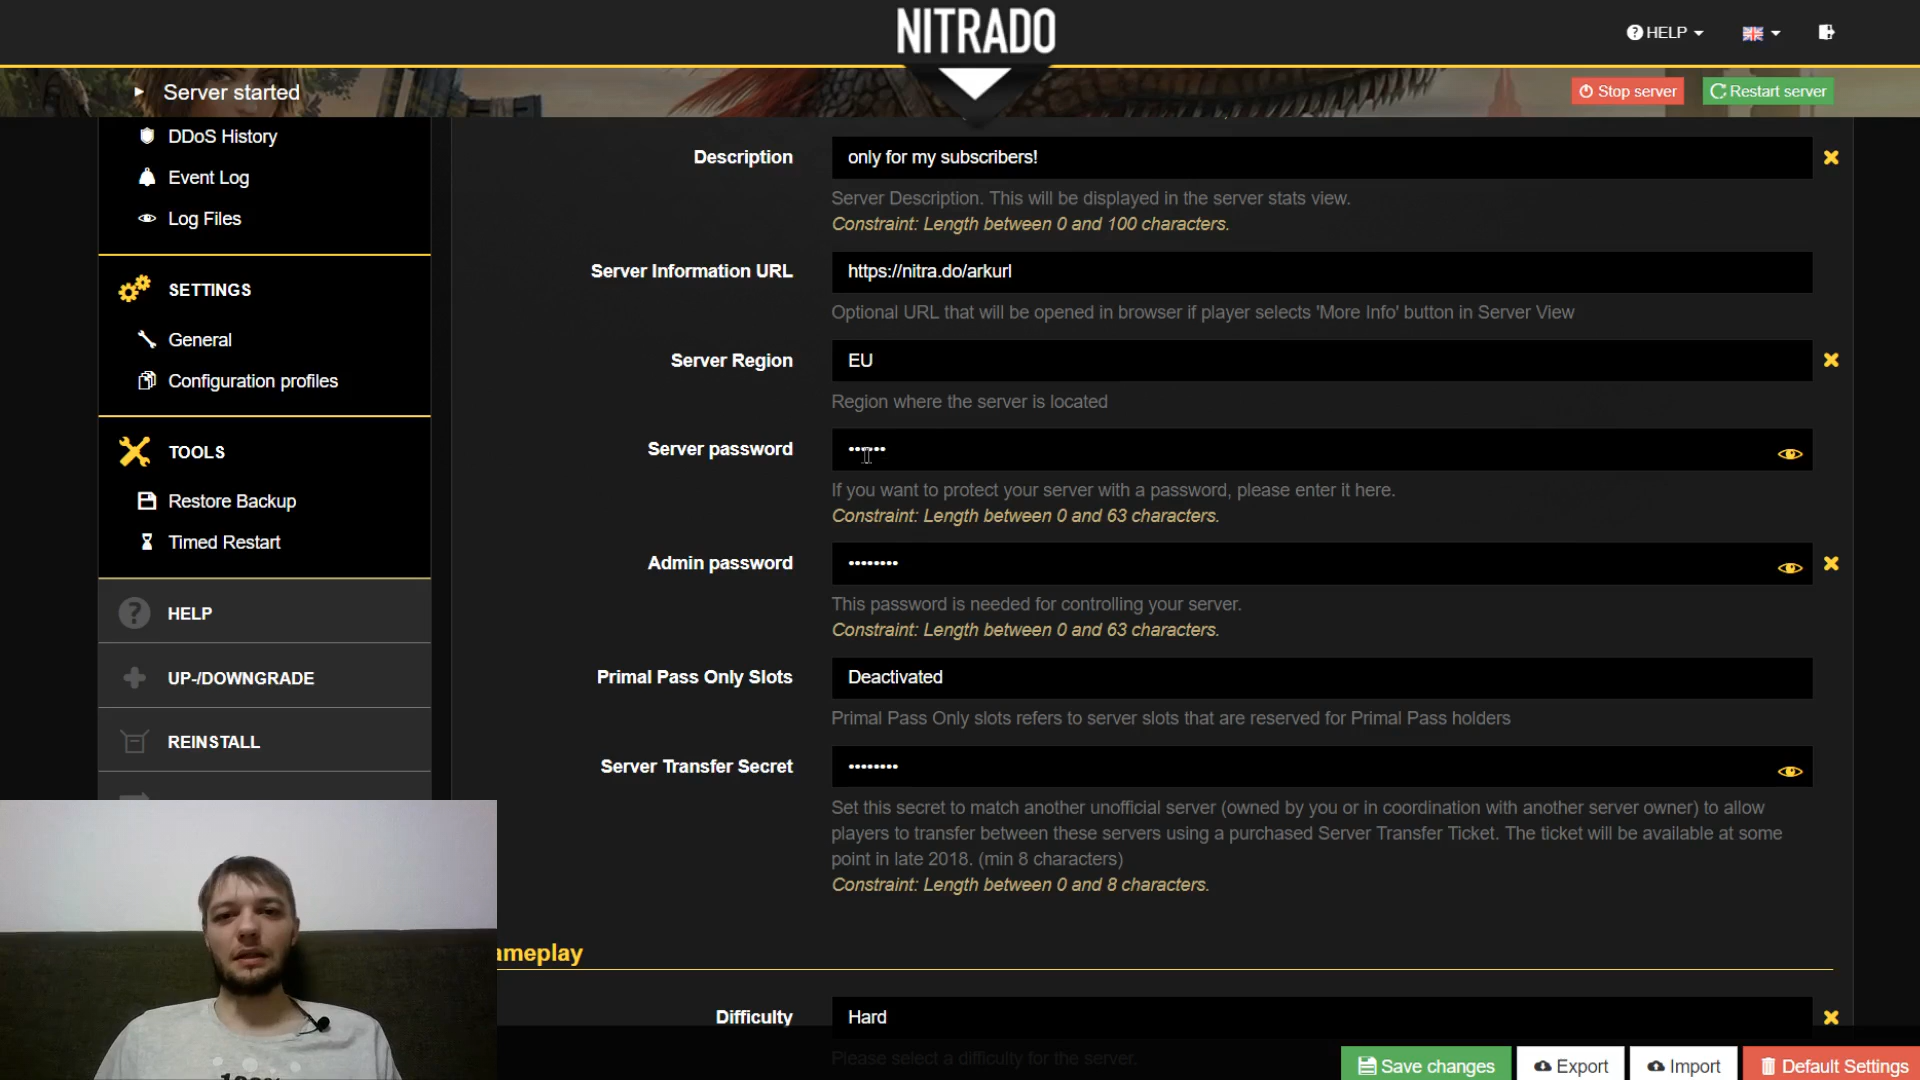 NITRADO
HELP
Server started
Stop server
Restart server
DDoS History
Event Log
Log Files
SETTINGS
General
Configuration profiles
TOOLS
Restore Backup
Timed Restart
HELP
UP-/DOWNGRADE
REINSTALL
Description
only for my subscribers!
Server Description. This will be displayed in the server stats view.
Constraint: Length between 0 and 100 characters.
Server Information URL
https://nitra.do/arkurl
Optional URL that will be opened in browser if player selects 'More Info' button in Server View
Server Region
EU
Region where the server is located
Server password
••••••
If you want to protect your server with a password, please enter it here.
Constraint: Length between 0 and 63 characters.
Admin password
••••••••
This password is needed for controlling your server.
Constraint: Length between 0 and 63 characters.
Primal Pass Only Slots
Deactivated
Primal Pass Only slots refers to server slots that are reserved for Primal Pass holders
Server Transfer Secret
••••••••
Set this secret to match another unofficial server (owned by you or in coordination with another server owner) to allow
players to transfer between these servers using a purchased Server Transfer Ticket. The ticket will be available at some
point in late 2018. (min 8 characters)
Constraint: Length between 0 and 8 characters.
ameplay
Difficulty
Hard
Please select a difficulty for the server.
Save changes
Export
Import
Default Settings
100%